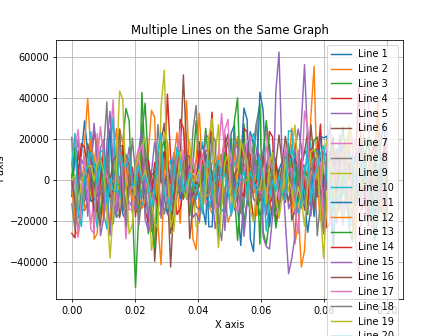 Multiple Lines on the Same Graph
60000
40000
20000
0
−20000
−40000
0.00
0.02
0.04
0.06
X axis
Line 1
Line 2
Line 3
Line 4
Line 5
Line 6
Line 7
Line 8
Line 9
Line 10
Line 11
Line 12
Line 13
Line 14
Line 15
Line 16
Line 17
Line 18
Line 19
Line 20